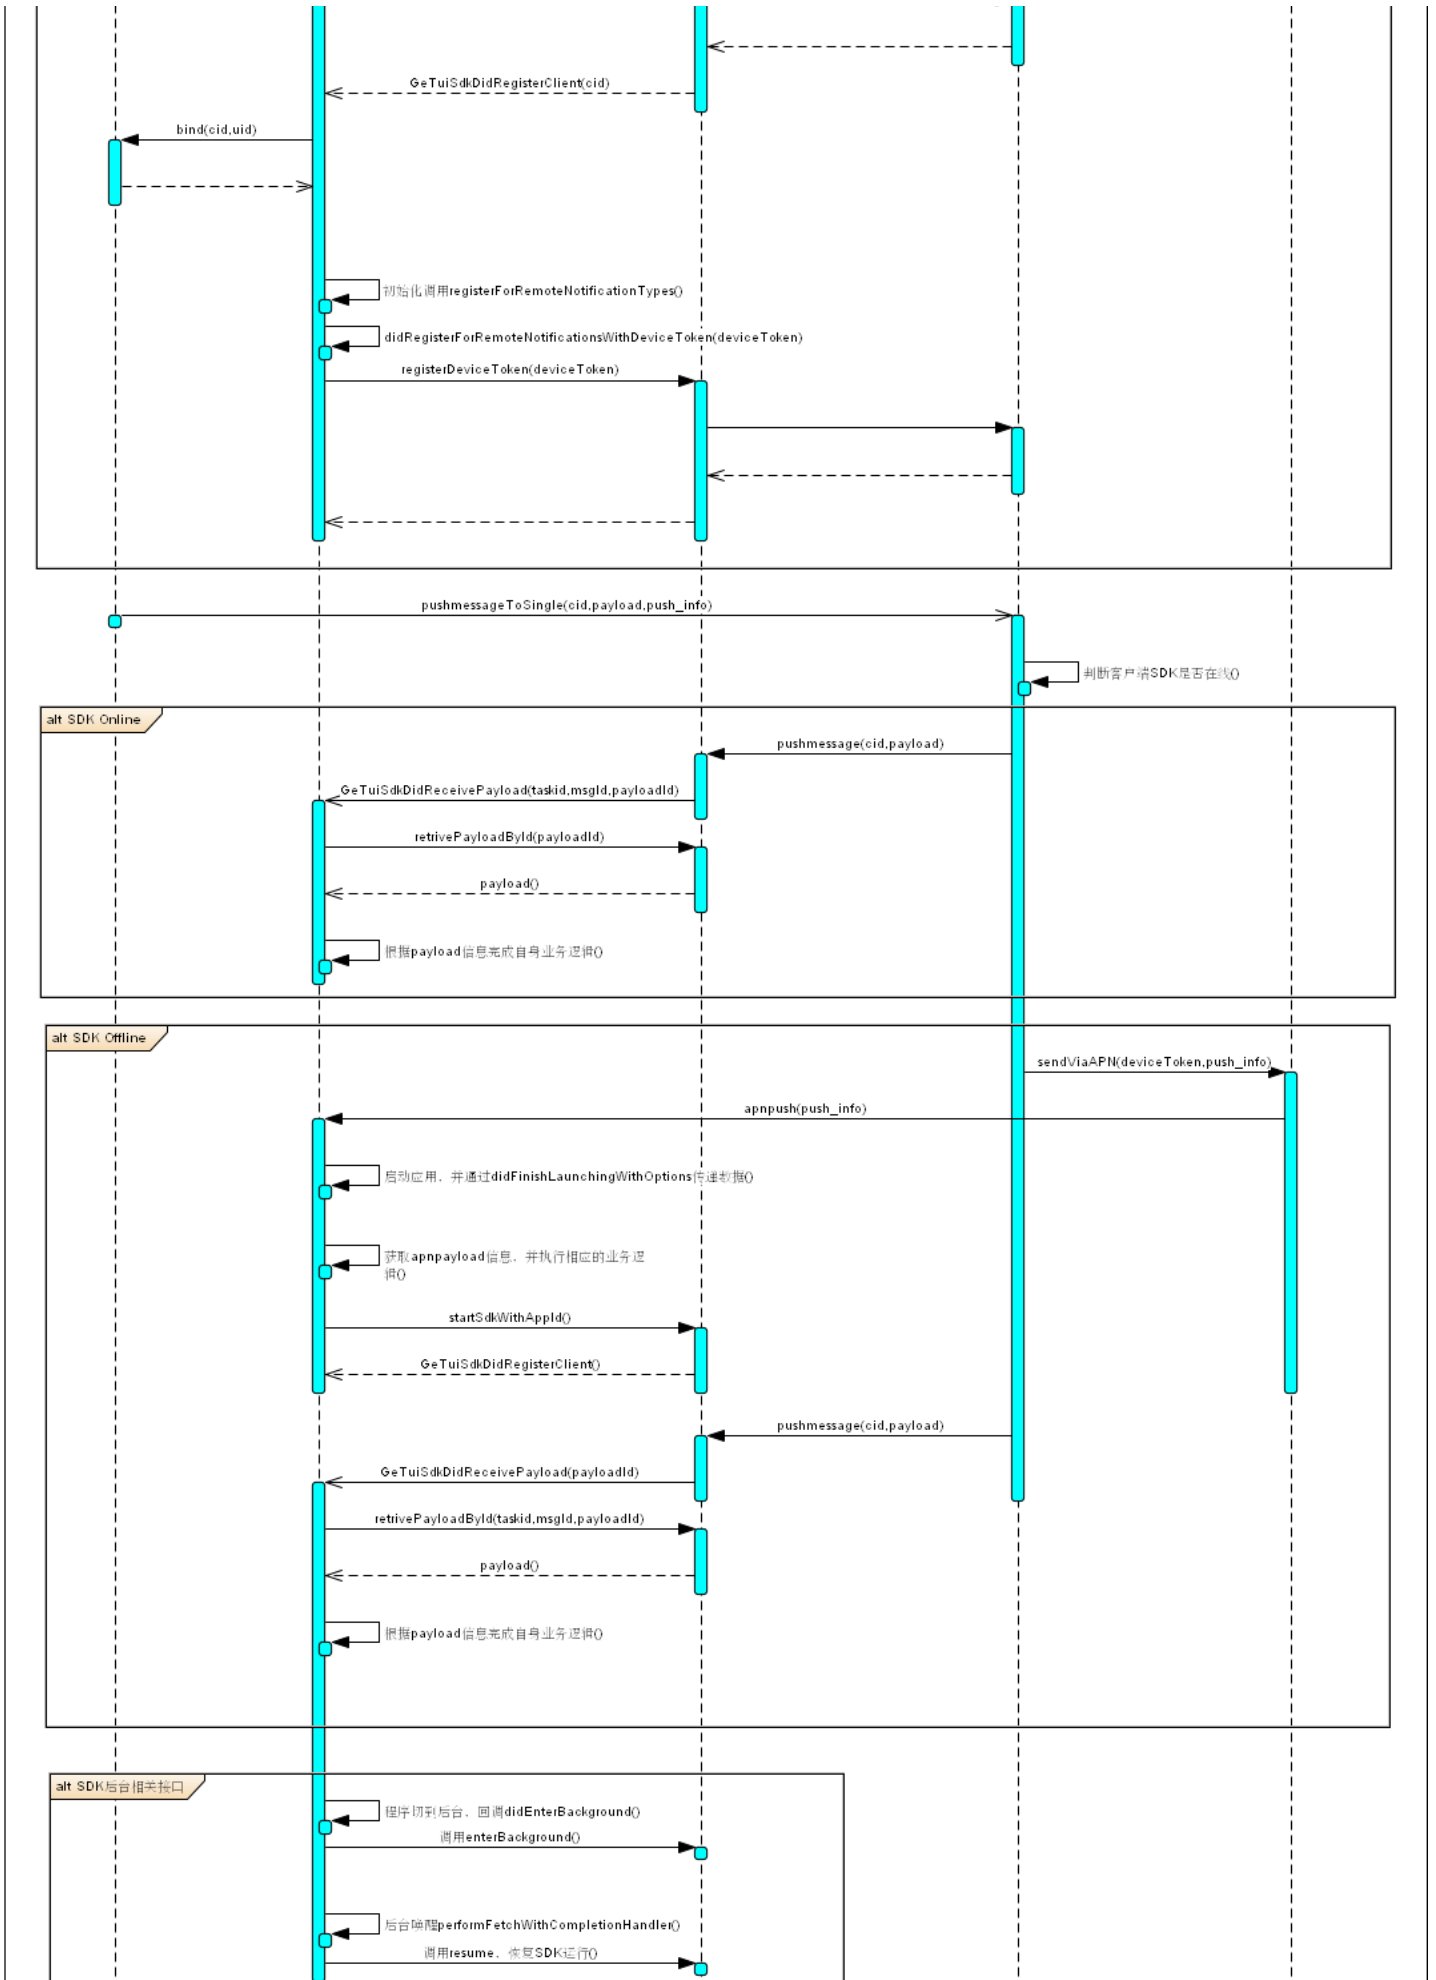 GeTuiSdkDidRegisterClient(cid)
bind(cid,uid)
初始化调用registerForRemoteNotificationTypes()
didRegisterForRemoteNotificationsWithDeviceToken(deviceToken)
registerDeviceToken(deviceToken)
pushmessageToSingle(cid,payload,push_info)
判断客户端SDK是否在线()
alt SDK Online
pushmessage(cid,payload)
GeTuiSdkDidReceivePayload(taskid,msgId,payloadId)
retrivePayloadById(payloadId)
payload()
根据payload信息完成自身业务逻辑()
alt SDK Offline
sendViaAPN(deviceToken,push_info)
apnpush(push_info)
启动应用，并通过didFinishLaunchingWithOptions传递数据()
获取apnpayload信息，并执行相应的业务逻
辑()
startSdkWithAppId()
GeTuiSdkDidRegisterClient()
pushmessage(cid,payload)
GeTuiSdkDidReceivePayload(payloadId)
retrivePayloadById(taskid,msgId,payloadId)
payload()
根据payload信息完成自身业务逻辑()
alt SDK后台相关接口
程序切到后台，回调didEnterBackground()
调用enterBackground()
后台唤醒performFetchWithCompletionHandler()
调用resume，恢复SDK运行()